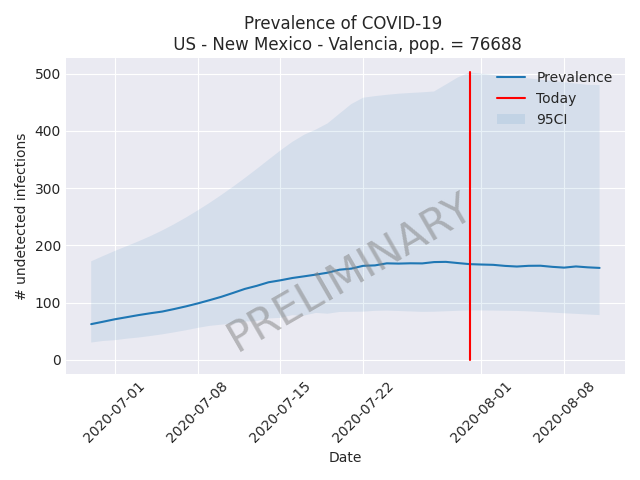 Prevalence of COVID-19
US - New Mexico - Valencia, pop. = 76688
500
400
300
200
100
0
# undetected infections
Prevalence
Today
95CI
PRELIMINARY
2020-07-01
2020-07-08
2020-07-15
2020-07-22
2020-08-01
2020-08-08
Date